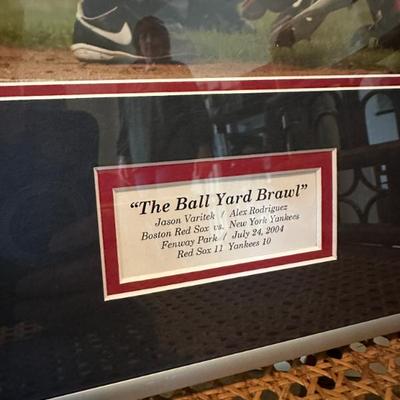 “The Ball Yard Brawl”
Jason Varitek / Alex Rodriguez
Boston Red Sox vs. New York Yankees
Fenway Park / July 24, 2004
Red Sox 11 Yankees 10